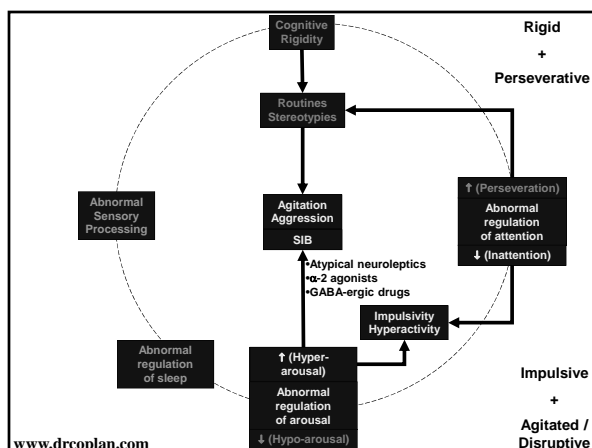 Cognitive
Rigidity
Rigid
+
Perseverative
Routines
Stereotypies
↑ (Perseveration)
Abnormal
regulation
of attention
↓ (Inattention)
Abnormal
Sensory
Processing
Agitation
Aggression
SIB
•Atypical neuroleptics
•α-2 agonists
•GABA-ergic drugs
Impulsivity
Hyperactivity
Abnormal
regulation
of sleep
↑ (Hyper-
arousal)
Abnormal
regulation
of arousal
↓ (Hypo-arousal)
Impulsive
+
Agitated /
Disruptive
www.drcoplan.com